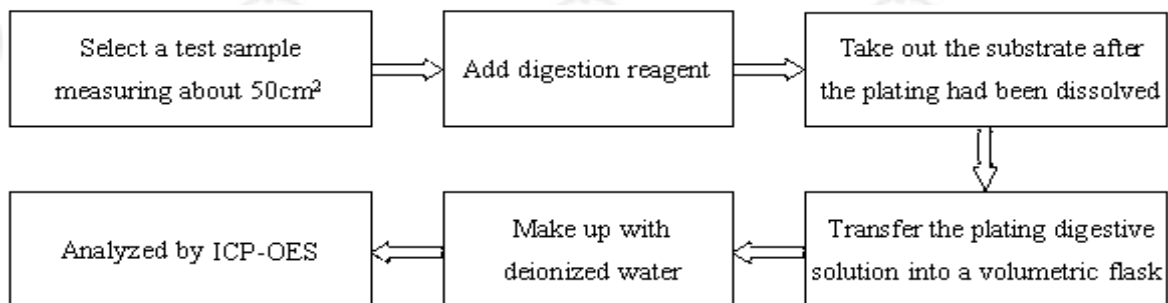 Select a test sample
measuring about 50cm²
Add digestion reagent
Take out the substrate after
the plating had been dissolved
Transfer the plating digestive
solution into a volumetric flask
Make up with
deionized water
Analyzed by ICP-OES